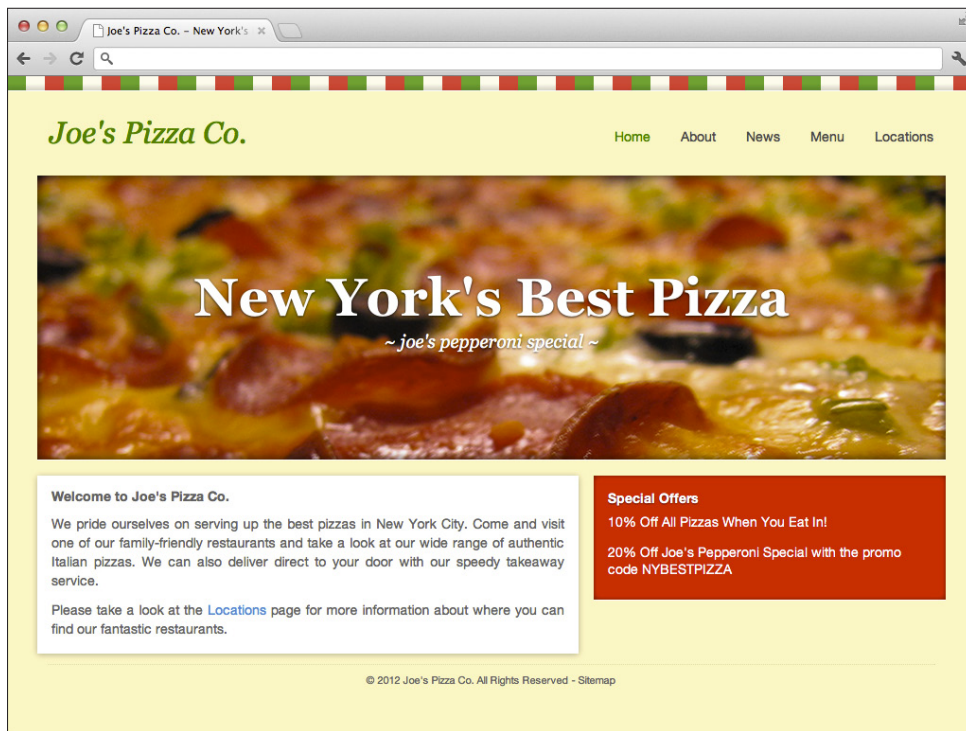 Joe's Pizza Co. – New York's
Joe's Pizza Co.
Home About News Menu Locations
New York's Best Pizza
~ joe's pepperoni special ~
Welcome to Joe's Pizza Co.
We pride ourselves on serving up the best pizzas in New York City. Come and visit
one of our family-friendly restaurants and take a look at our wide range of authentic
Italian pizzas. We can also deliver direct to your door with our speedy takeaway
service.
Please take a look at the Locations page for more information about where you can
find our fantastic restaurants.
Special Offers
10% Off All Pizzas When You Eat In!
20% Off Joe's Pepperoni Special with the promo
code NYBESTPIZZA
© 2012 Joe's Pizza Co. All Rights Reserved - Sitemap